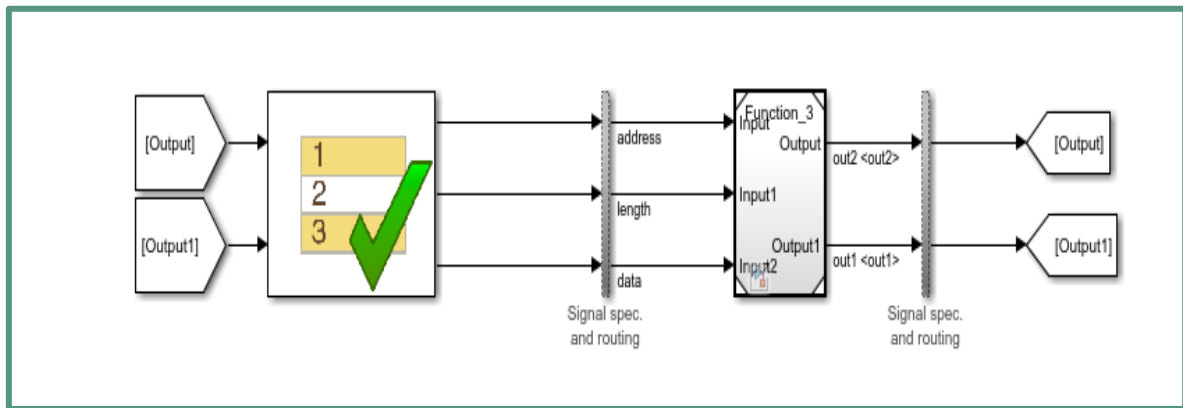 [Output]
[Output1]
1
2
3
address
length
data
Signal spec.
and routing
Function_3
Input
Output
Input1
Output1
Input2
out2 <out2>
out1 <out1>
Signal spec.
and routing
[Output]
[Output1]